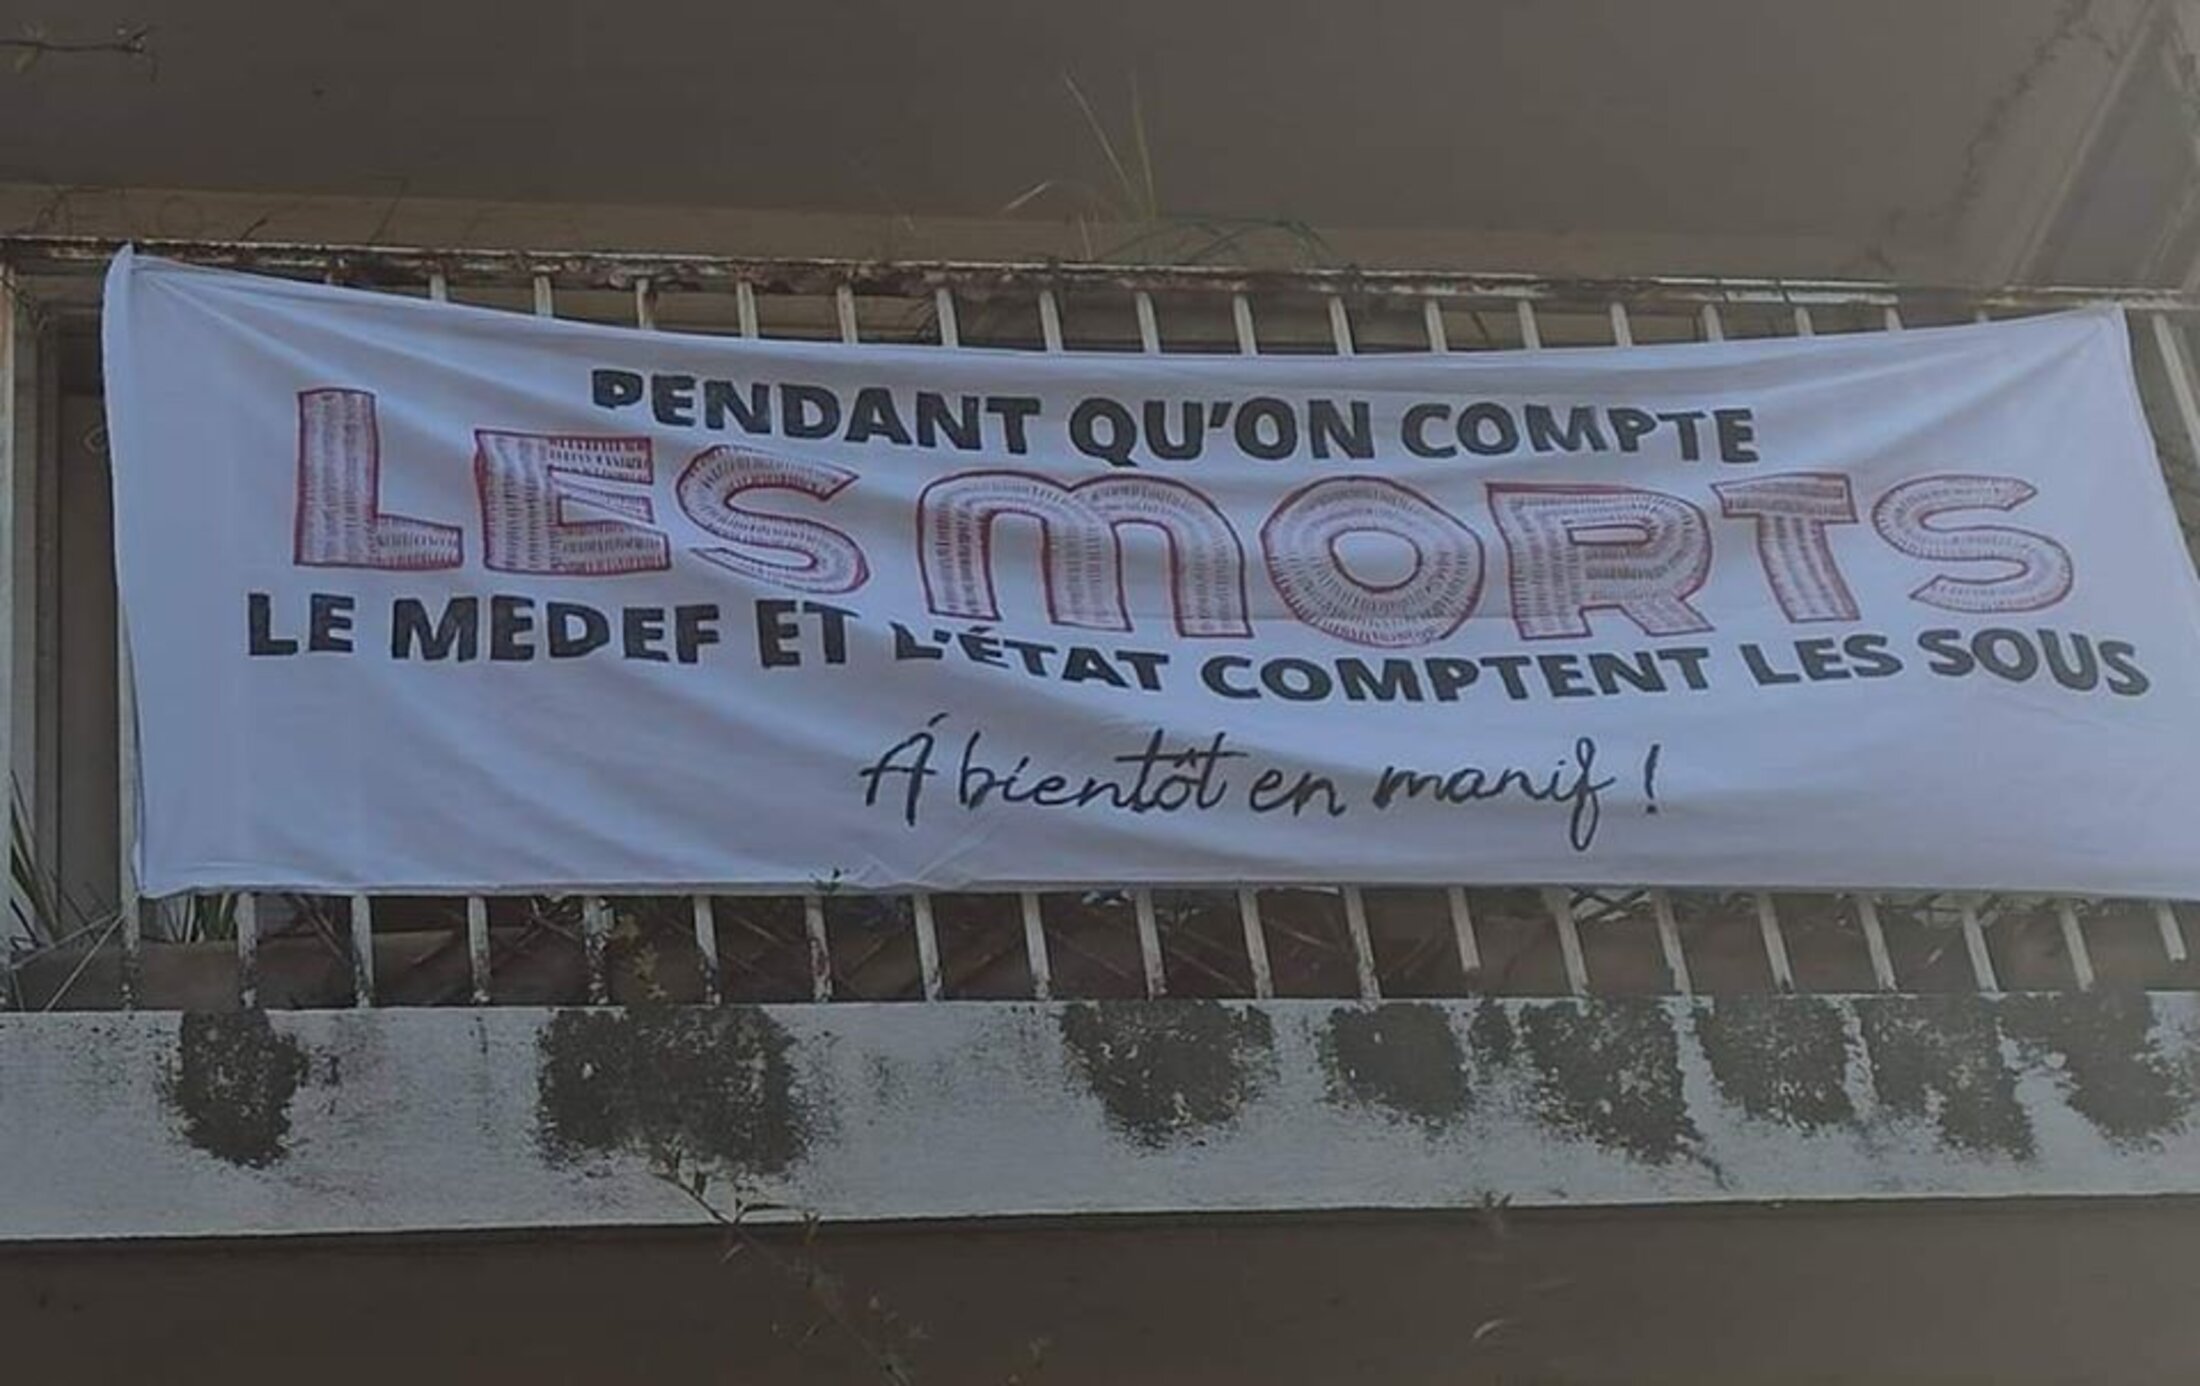 PENDANT QU'ON COMPTE
LES MORTS
LE MEDEF ET L'ÉTAT COMPTENT LES SOUS
Á bientôt en manif !